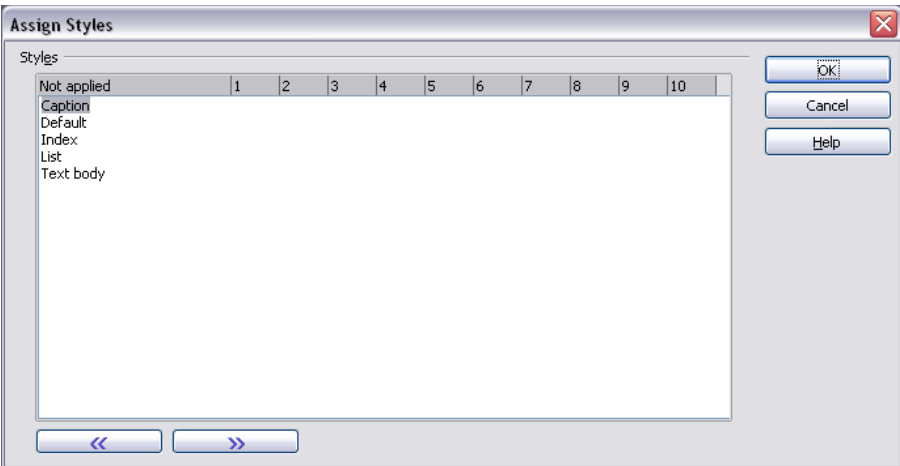 Assign Styles
Styles
Not applied 1 2 3 4 5 6 7 8 9 10
Caption
Default
Index
List
Text body
OK
Cancel
Help